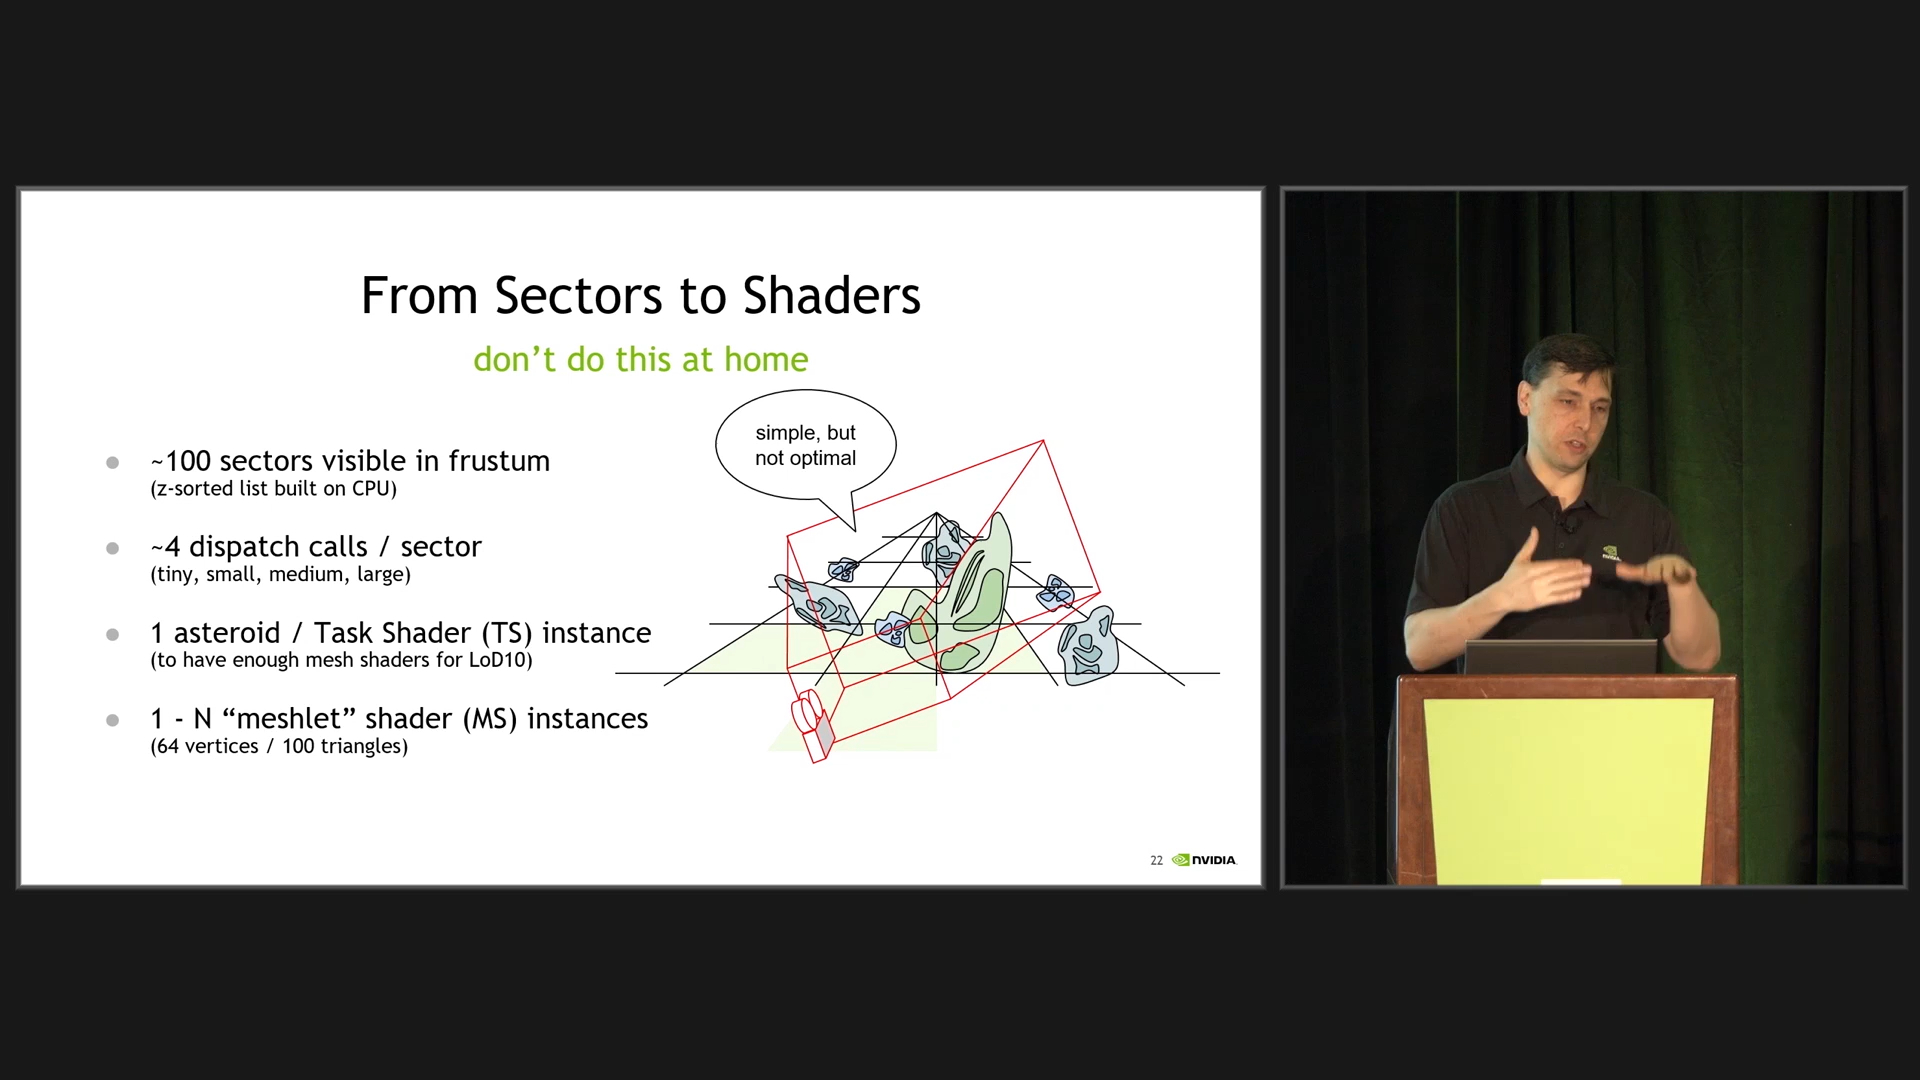 From Sectors to Shaders
don’t do this at home
simple, but
not optimal
~100 sectors visible in frustum
(z-sorted list built on CPU)
~4 dispatch calls / sector
(tiny, small, medium, large)
1 asteroid / Task Shader (TS) instance
(to have enough mesh shaders for LoD10)
1 - N “meshlet” shader (MS) instances
(64 vertices / 100 triangles)
22 NVIDIA
NVIDIA